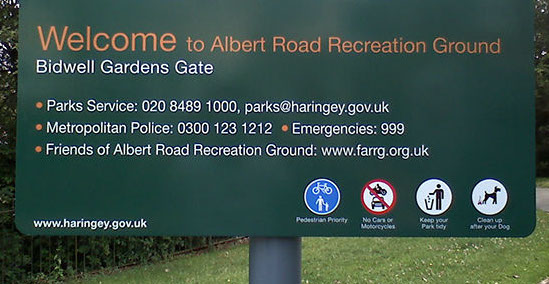 Welcome to Albert Road Recreation Ground
Bidwell Gardens Gate
• Parks Service: 020 8489 1000, parks@haringey.gov.uk
• Metropolitan Police: 0300 123 1212 • Emergencies: 999
• Friends of Albert Road Recreation Ground: www.farrg.org.uk
Pedestrian Priority
No Cars or
Motorcycles
Keep your
Park tidy
Clean up
after your Dog
www.haringey.gov.uk